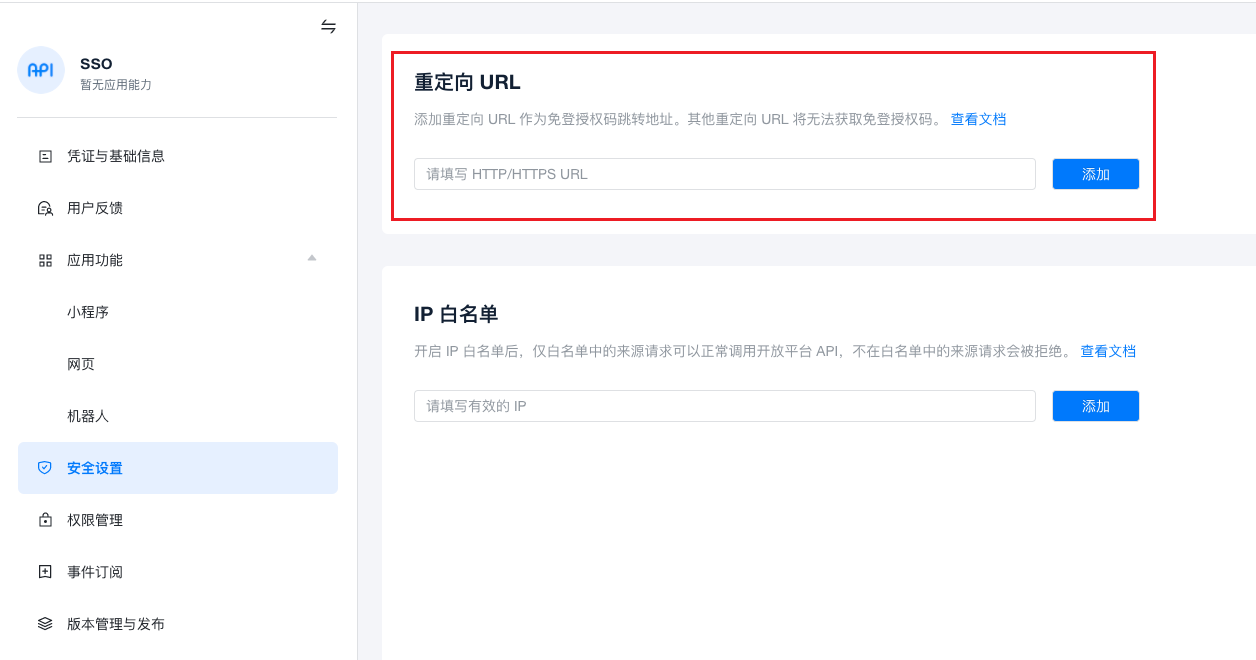 API
SSO
暂无应用能力
凭证与基础信息
用户反馈
应用功能
小程序
网页
机器人
安全设置
权限管理
事件订阅
版本管理与发布
重定向 URL
添加重定向 URL 作为免登授权码跳转地址。其他重定向 URL 将无法获取免登授权码。 查看文档
请填写 HTTP/HTTPS URL
添加
IP 白名单
开启 IP 白名单后，仅白名单中的来源请求可以正常调用开放平台 API，不在白名单中的来源请求会被拒绝。 查看文档
请填写有效的 IP
添加